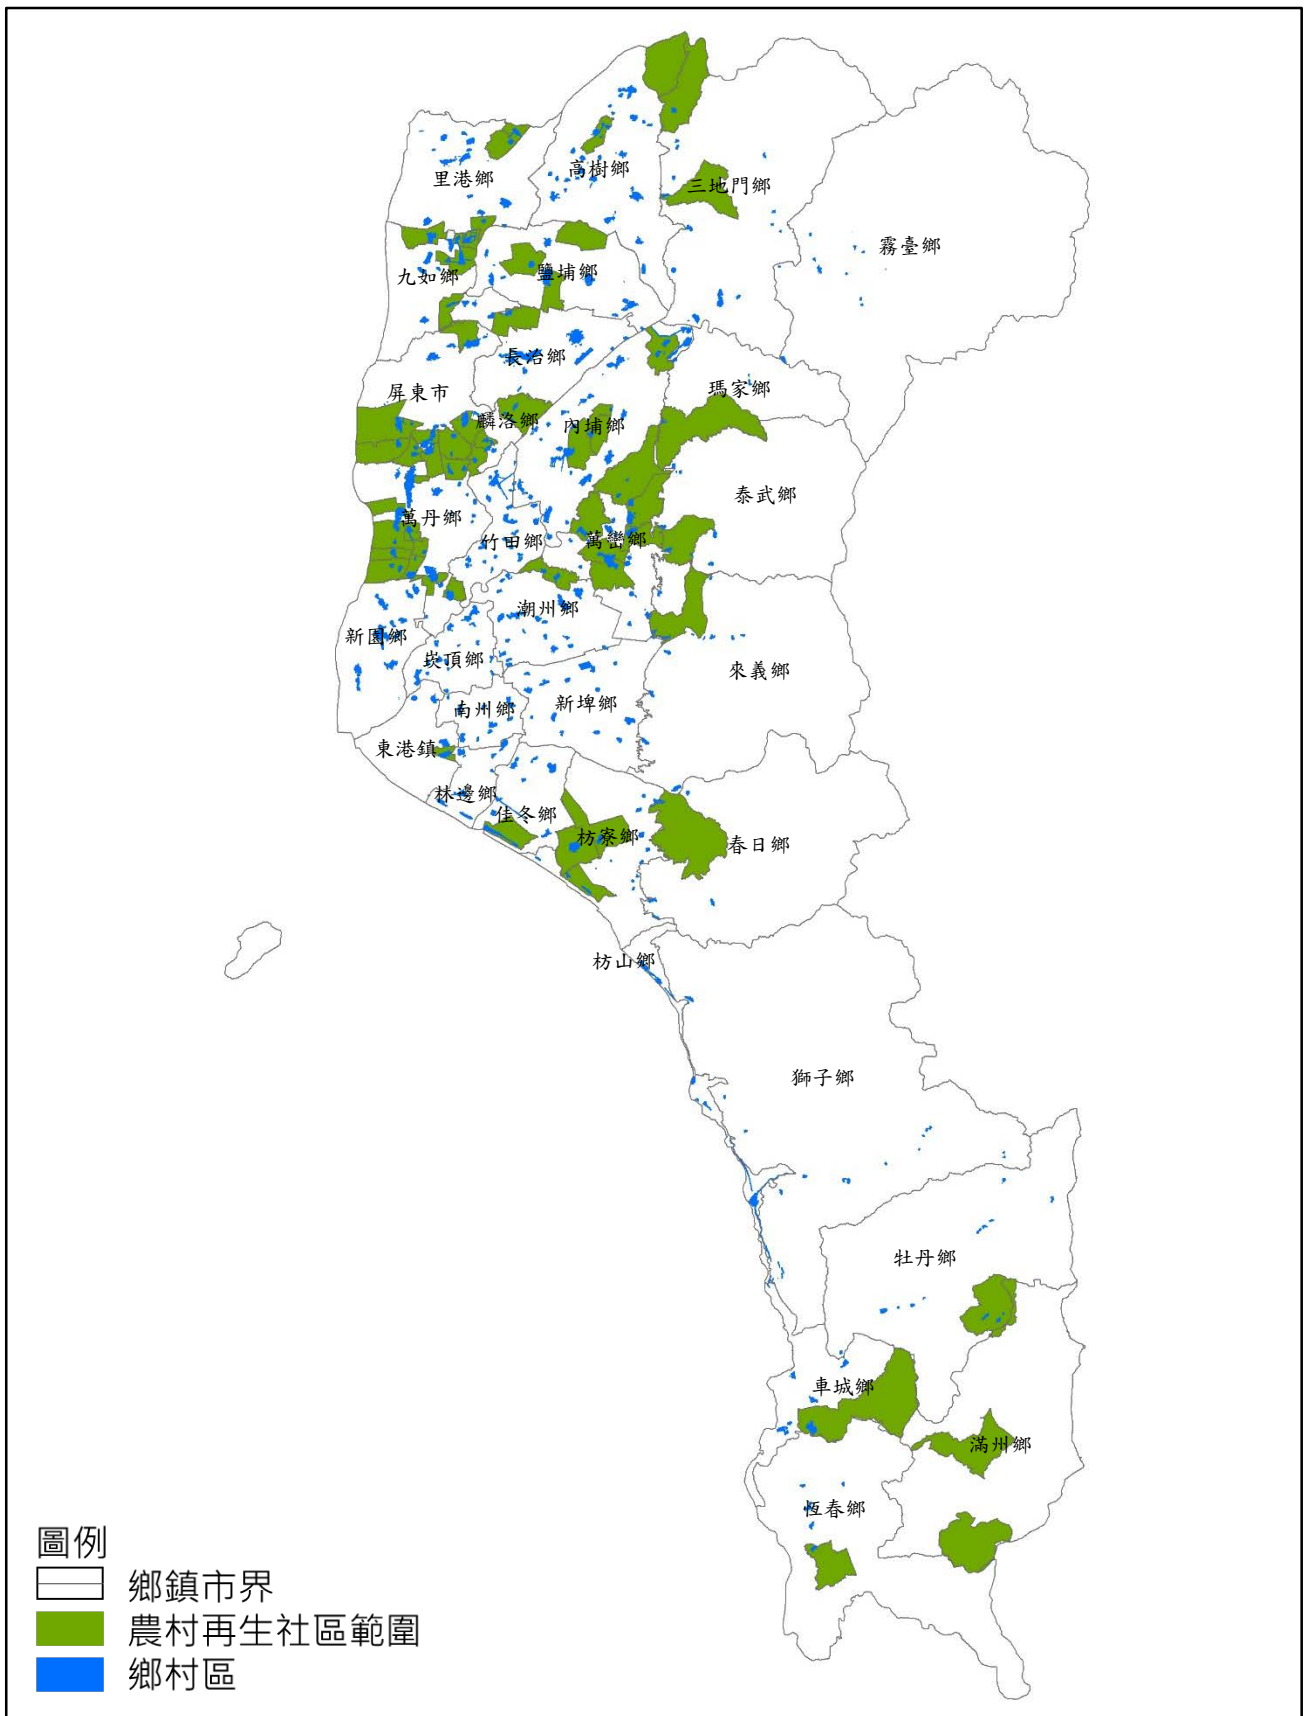 高樹鄉
里港鄉
三地門鄉
霧臺鄉
九如鄉
鹽埔鄉
長治鄉
屏東市
瑪家鄉
麟洛鄉
內埔鄉
泰武鄉
萬丹鄉
竹田鄉
萬巒鄉
潮州鄉
新園鄉
崁頂鄉
來義鄉
南州鄉
新埤鄉
東港鎮
林邊鄉
佳冬鄉
枋寮鄉
春日鄉
枋山鄉
獅子鄉
牡丹鄉
車城鄉
滿州鄉
恆春鄉
圖例
鄉鎮市界
農村再生社區範圍
鄉村區